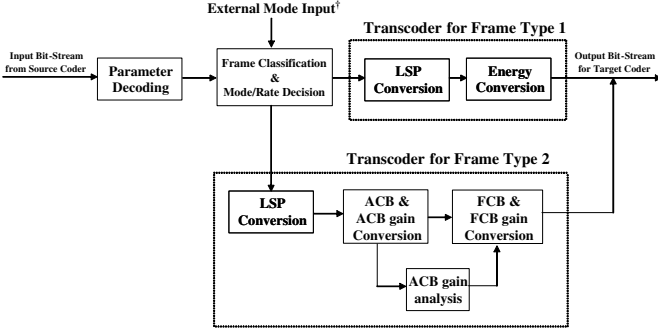 External Mode Input†
Transcoder for Frame Type 1
Input Bit-Stream
from Source Coder
Parameter
Decoding
Frame Classification
&
Mode/Rate Decision
LSP
Conversion
Energy
Conversion
Output Bit-Stream
for Target Coder
Transcoder for Frame Type 2
LSP
Conversion
ACB &
ACB gain
Conversion
FCB &
FCB gain
Conversion
ACB gain
analysis